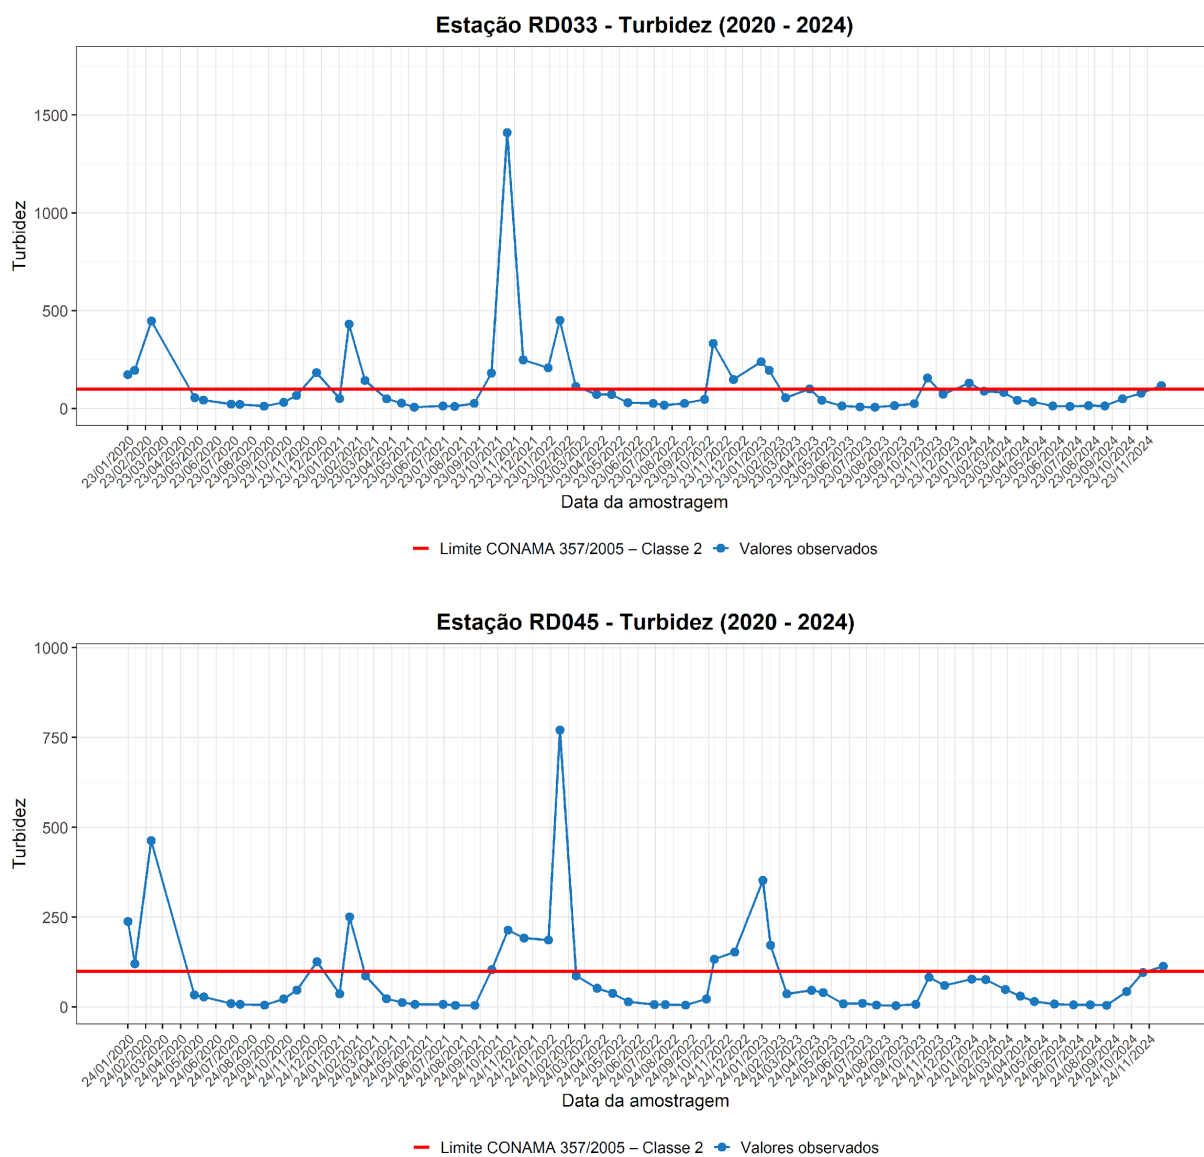 Estação RD033 - Turbidez (2020 - 2024)
1500
1000
500
0
Turbidez
23/01/2020 23/02/2020 23/03/2020 23/04/2020 23/05/2020 23/06/2020 23/07/2020 23/08/2020 23/09/2020 23/10/2020 23/11/2020 23/12/2020 23/01/2021 23/02/2021 23/03/2021 23/04/2021 23/05/2021 23/06/2021 23/07/2021 23/08/2021 23/09/2021 23/10/2021 23/11/2021 23/12/2021 23/01/2022 23/02/2022 23/03/2022 23/04/2022 23/05/2022 23/06/2022 23/07/2022 23/08/2022 23/09/2022 23/10/2022 23/11/2022 23/12/2022 23/01/2023 23/02/2023 23/03/2023 23/04/2023 23/05/2023 23/06/2023 23/07/2023 23/08/2023 23/09/2023 23/10/2023 23/11/2023 23/12/2023 23/01/2024 23/02/2024 23/03/2024 23/04/2024 23/05/2024 23/06/2024 23/07/2024 23/08/2024 23/09/2024 23/10/2024 23/11/2024
Data da amostragem
Limite CONAMA 357/2005 – Classe 2 Valores observados
Estação RD045 - Turbidez (2020 - 2024)
1000
750
500
250
0
Turbidez
24/01/2020 24/02/2020 24/03/2020 24/04/2020 24/05/2020 24/06/2020 24/07/2020 24/08/2020 24/09/2020 24/10/2020 24/11/2020 24/12/2020 24/01/2021 24/02/2021 24/03/2021 24/04/2021 24/05/2021 24/06/2021 24/07/2021 24/08/2021 24/09/2021 24/10/2021 24/11/2021 24/12/2021 24/01/2022 24/02/2022 24/03/2022 24/04/2022 24/05/2022 24/06/2022 24/07/2022 24/08/2022 24/09/2022 24/10/2022 24/11/2022 24/12/2022 24/01/2023 24/02/2023 24/03/2023 24/04/2023 24/05/2023 24/06/2023 24/07/2023 24/08/2023 24/09/2023 24/10/2023 24/11/2023 24/12/2023 24/01/2024 24/02/2024 24/03/2024 24/04/2024 24/05/2024 24/06/2024 24/07/2024 24/08/2024 24/09/2024 24/10/2024 24/11/2024
Data da amostragem
Limite CONAMA 357/2005 – Classe 2 Valores observados